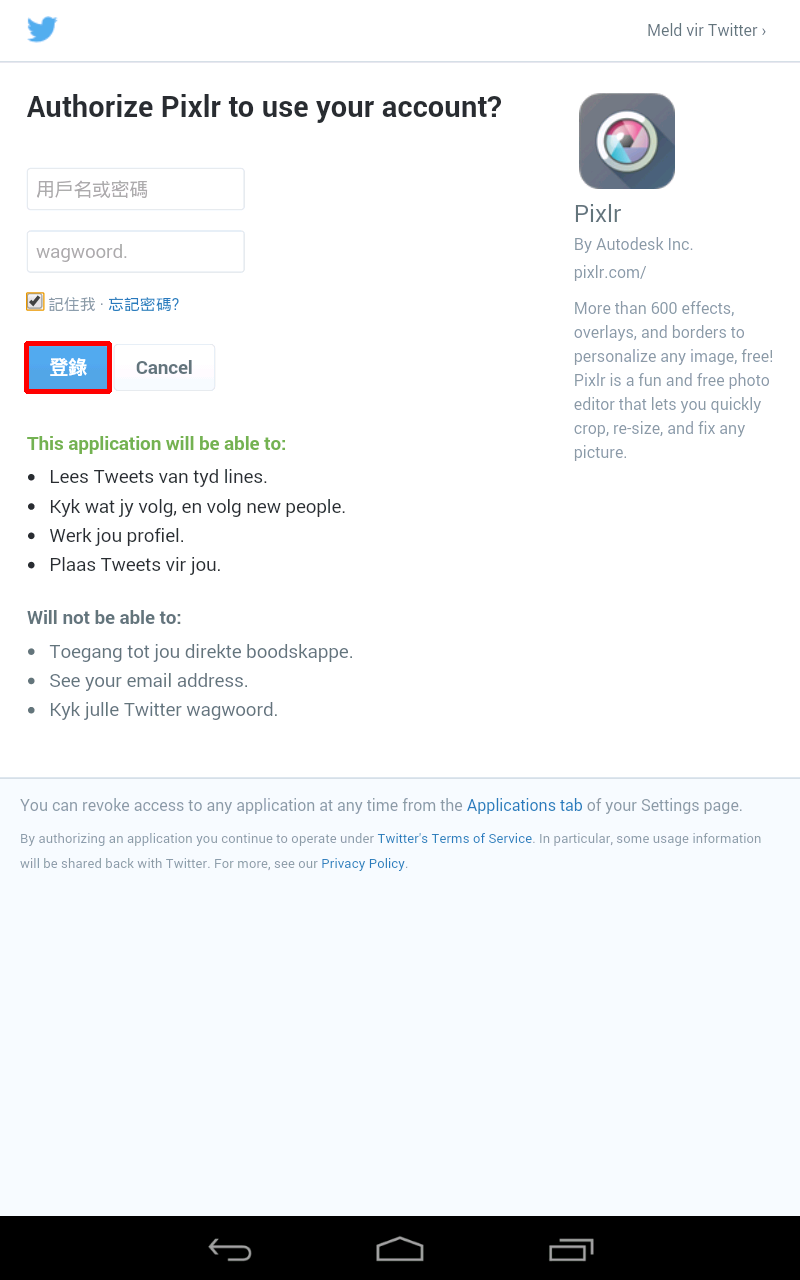 Meld vir Twitter ›
Authorize Pixlr to use your account?
用戶名或密碼
wagwoord.
記住我 · 忘記密碼?
登錄
Cancel
This application will be able to:
Lees Tweets van tyd lines.
Kyk wat jy volg, en volg new people.
Werk jou profiel.
Plaas Tweets vir jou.
Will not be able to:
Toegang tot jou direkte boodskappe.
See your email address.
Kyk julle Twitter wagwoord.
Pixlr
By Autodesk Inc.
pixlr.com/
More than 600 effects,
overlays, and borders to
personalize any image, free!
Pixlr is a fun and free photo
editor that lets you quickly
crop, re-size, and fix any
picture.
You can revoke access to any application at any time from the Applications tab of your Settings page.
By authorizing an application you continue to operate under Twitter's Terms of Service. In particular, some usage information
will be shared back with Twitter. For more, see our Privacy Policy.